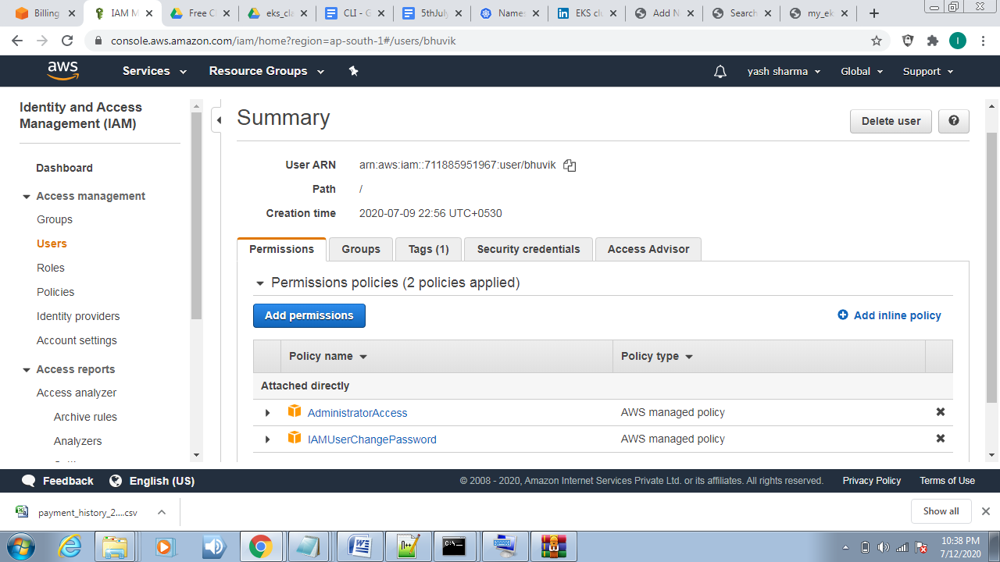 Billing
IAM M
Free C
eks_cla
CLI - G
5thJuly
Names
EKS clu
Add N
Search
my_ek
console.aws.amazon.com/iam/home?region=ap-south-1#/users/bhuvik
I
aws
Services
Resource Groups
yash sharma
Global
Support
Identity and Access
Management (IAM)
Dashboard
Access management
Groups
Users
Roles
Policies
Identity providers
Account settings
Access reports
Access analyzer
Archive rules
Analyzers
Summary
Delete user
User ARN arn:aws:iam::711885951967:user/bhuvik
Path /
Creation time 2020-07-09 22:56 UTC+0530
Permissions Groups Tags (1) Security credentials Access Advisor
Permissions policies (2 policies applied)
Add permissions
Add inline policy
Policy name Policy type
Attached directly
AdministratorAccess AWS managed policy
IAMUserChangePassword AWS managed policy
Feedback English (US) © 2008 - 2020, Amazon Internet Services Private Ltd. or its affiliates. All rights reserved. Privacy Policy Terms of Use
payment_history_2....csv
Show all
10:38 PM
7/12/2020